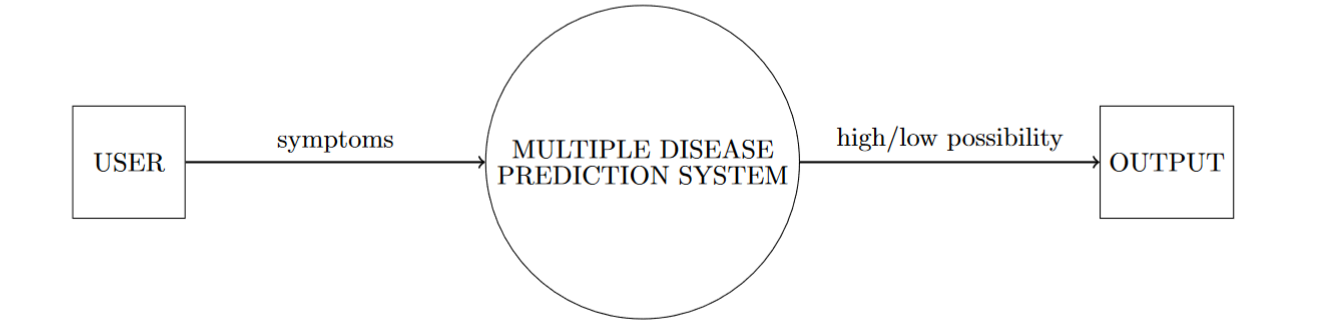 USER
symptoms
MULTIPLE DISEASE
PREDICTION SYSTEM
high/low possibility
OUTPUT